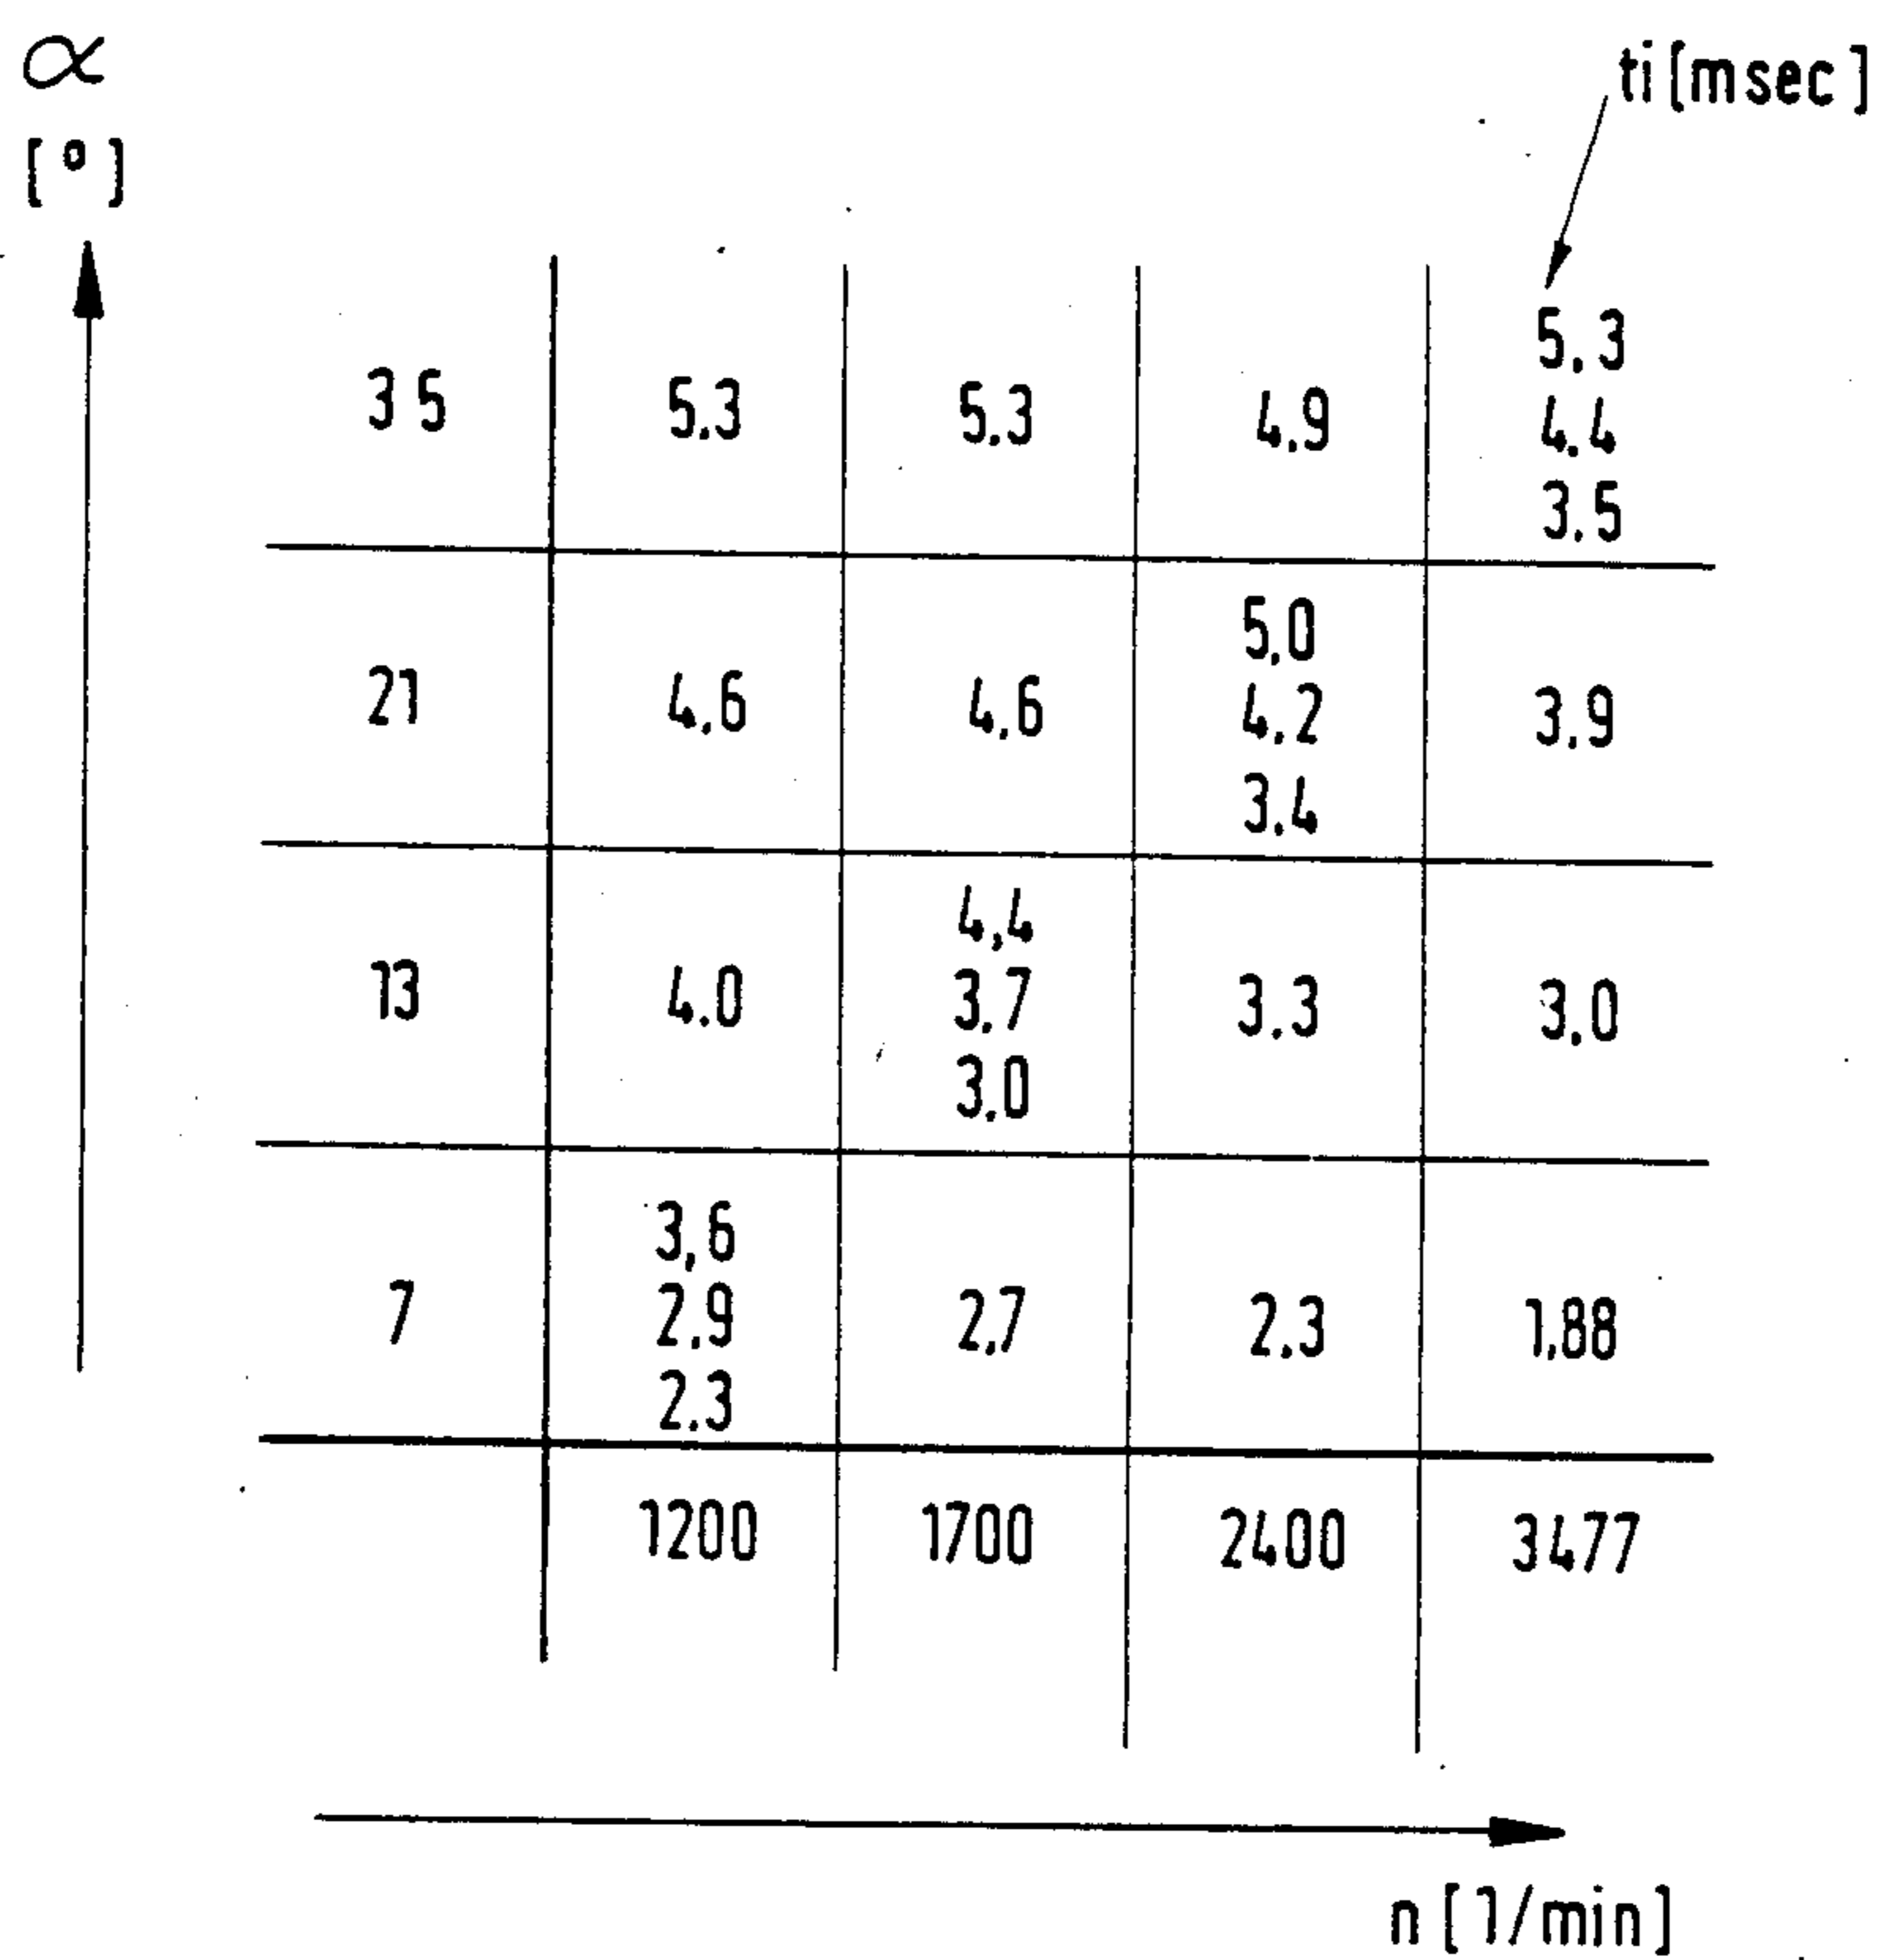 α
[°]
ti [msec]
35 5.3 5.3 4.9 5.3
4.4
3.5
21 4.6 4.6 5.0 3.9
4.2
3.4
13 4.0 4,4 3.3 3.0
3.7
3.0
7 3,6 2.7 2.3 1.88
2.9
2.3
1200 1700 2400 3477
n [1/min]